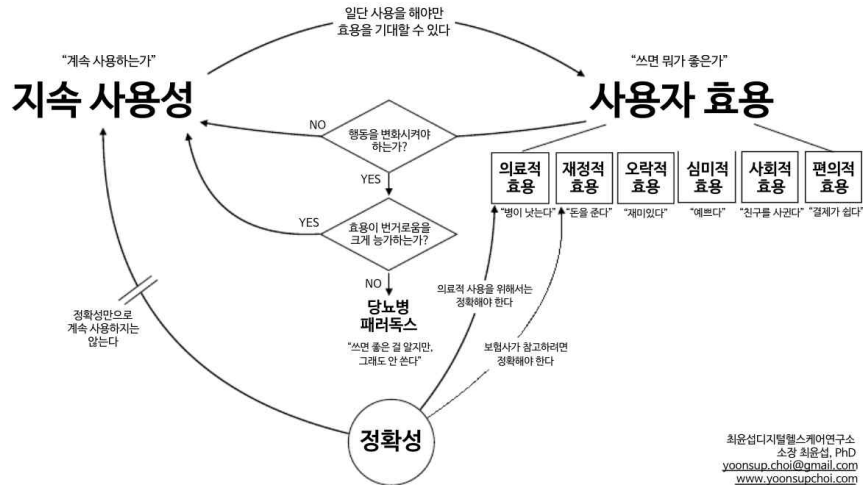 일단 사용을 해야만
효용을 기대할 수 있다
“계속 사용하는가”
지속 사용성
“쓰면 뭐가 좋은가”
사용자 효용
NO
행동을 변화시켜야
하는가?
YES
의료적
효용
“병이 낫는다”
재정적
효용
“돈을 준다”
오락적
효용
“재미있다”
심미적
효용
“예쁘다”
사회적
효용
“친구를 사귄다”
편의적
효용
“결제가 쉽다”
YES
효용이 번거로움을
크게 능가하는가?
NO
당뇨병
패러독스
“쓰면 좋은 걸 알지만,
그래도 안 쓴다”
의료적 사용을 위해서는
정확해야 한다
정확성만으로
계속 사용하지는
않는다
보험사가 참고하려면
정확해야 한다
정확성
최윤섭디지털헬스케어연구소
소장 최윤섭, PhD
yoonsup.choi@gmail.com
www.yoonsupchoi.com